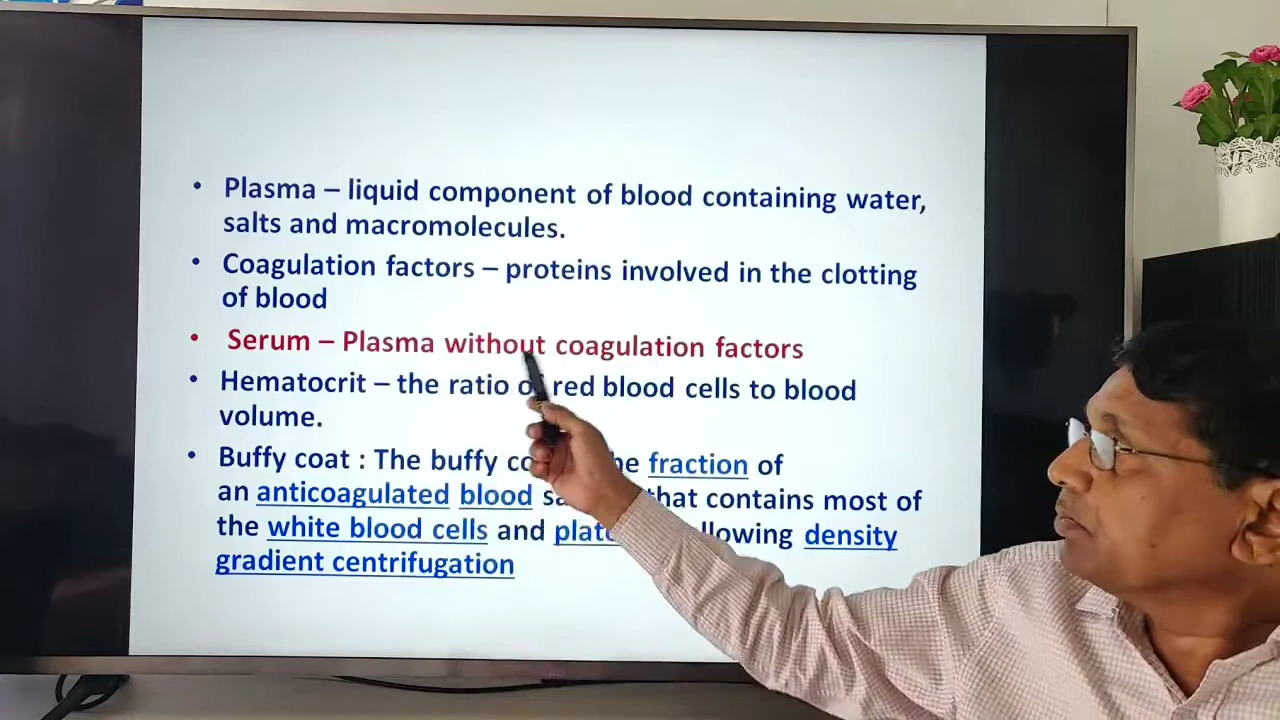 • Plasma – liquid component of blood containing water,
salts and macromolecules.
• Coagulation factors – proteins involved in the clotting
of blood
• Serum – Plasma without coagulation factors
• Hematocrit – the ratio of red blood cells to blood
volume.
• Buffy coat : The buffy fraction of
an anticoagulated blood that contains most of
the white blood cells and density
gradient centrifugation